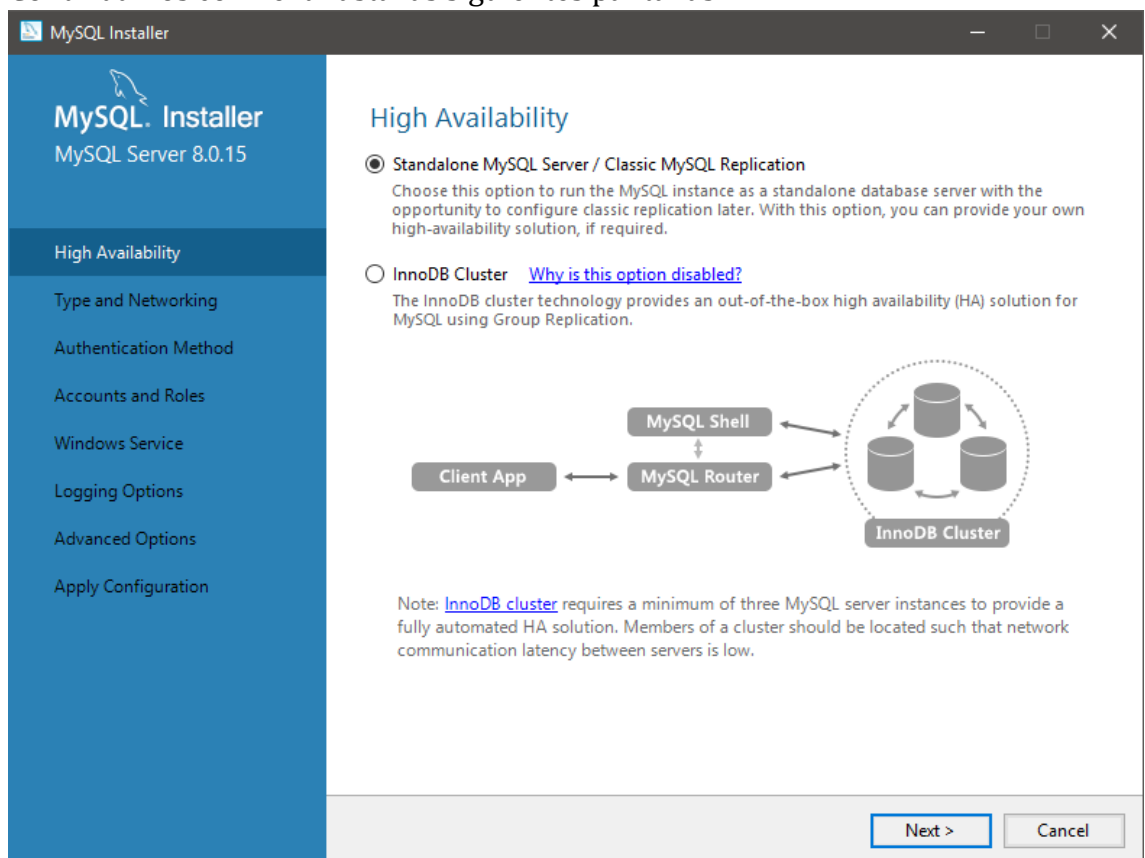 MySQL Installer
MySQL. Installer
MySQL Server 8.0.15
High Availability
Type and Networking
Authentication Method
Accounts and Roles
Windows Service
Logging Options
Advanced Options
Apply Configuration
High Availability
Standalone MySQL Server / Classic MySQL Replication
Choose this option to run the MySQL instance as a standalone database server with the
opportunity to configure classic replication later. With this option, you can provide your own
high-availability solution, if required.
InnoDB Cluster Why is this option disabled?
The InnoDB cluster technology provides an out-of-the-box high availability (HA) solution for
MySQL using Group Replication.
MySQL Shell
Client App
MySQL Router
InnoDB Cluster
Note: InnoDB cluster requires a minimum of three MySQL server instances to provide a
fully automated HA solution. Members of a cluster should be located such that network
communication latency between servers is low.
Next >
Cancel